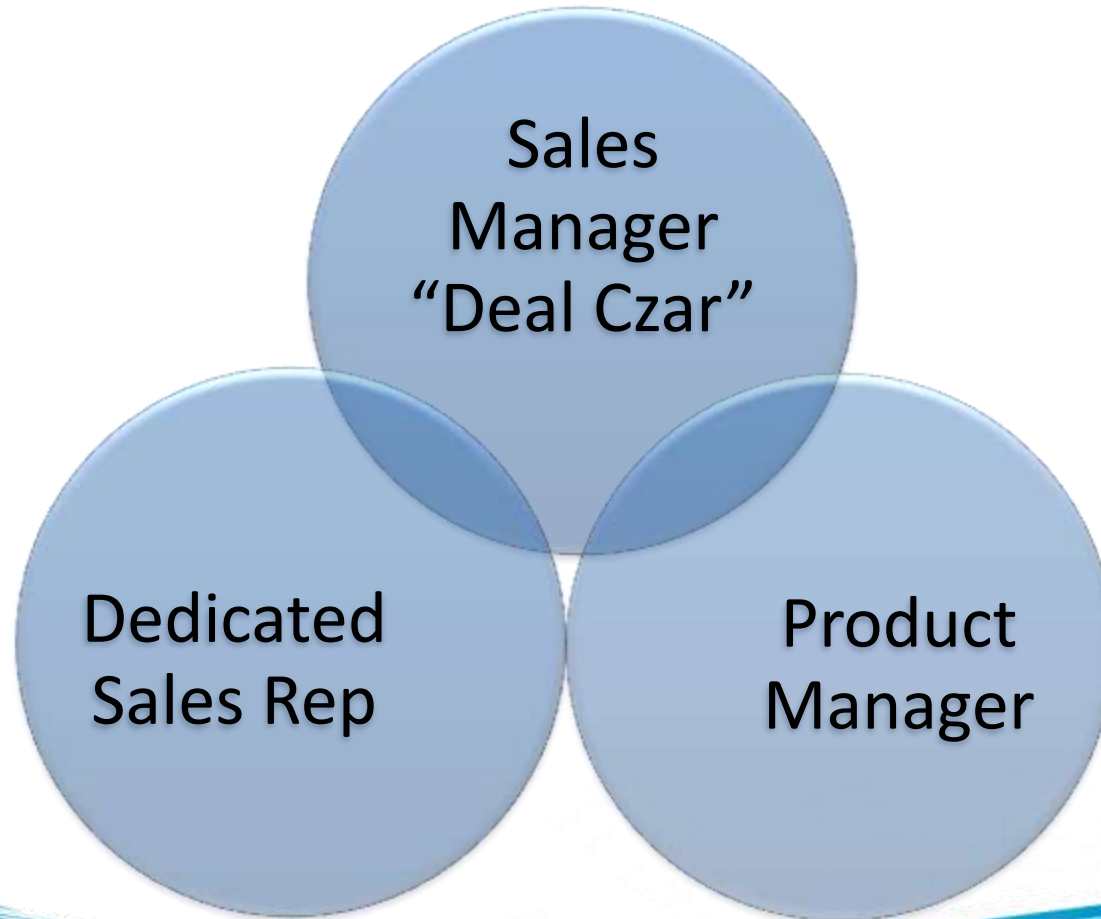 Sales
Manager
“Deal Czar”
Dedicated
Sales Rep
Product
Manager